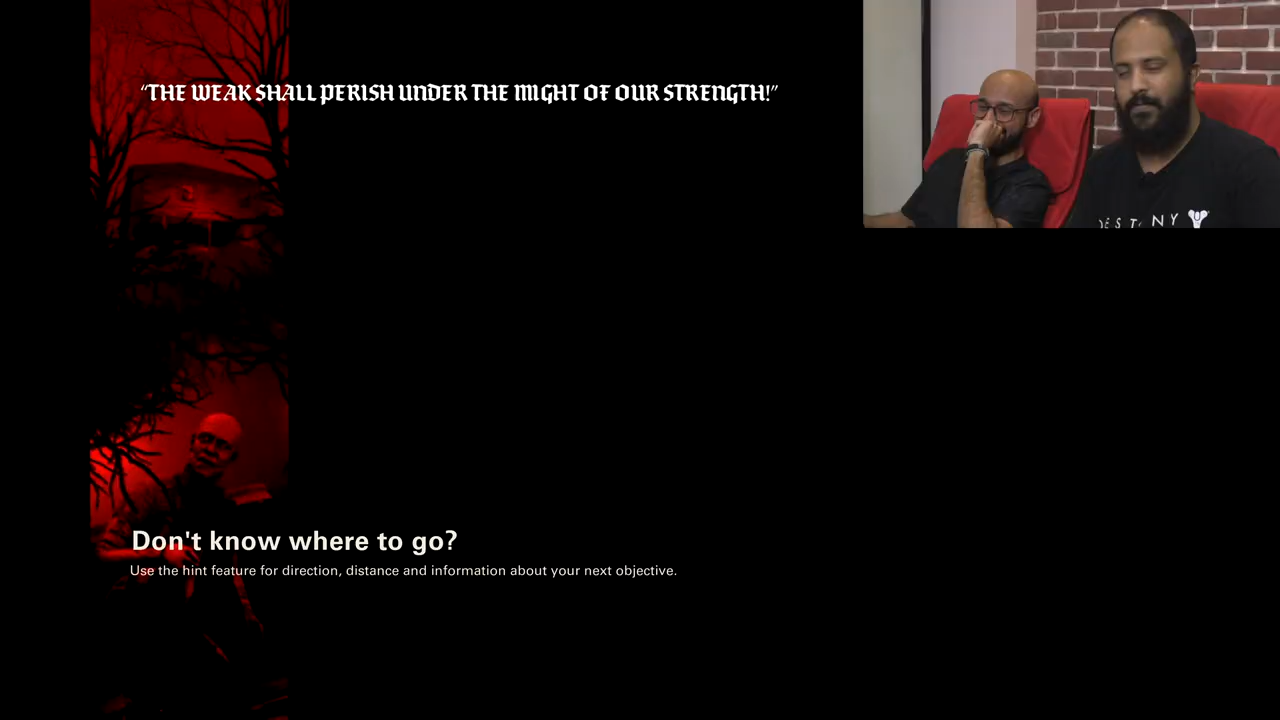 “THE WEAK SHALL PERISH UNDER THE MIGHT OF OUR STRENGTH!”
DESTINY
Don't know where to go?
Use the hint feature for direction, distance and information about your next objective.